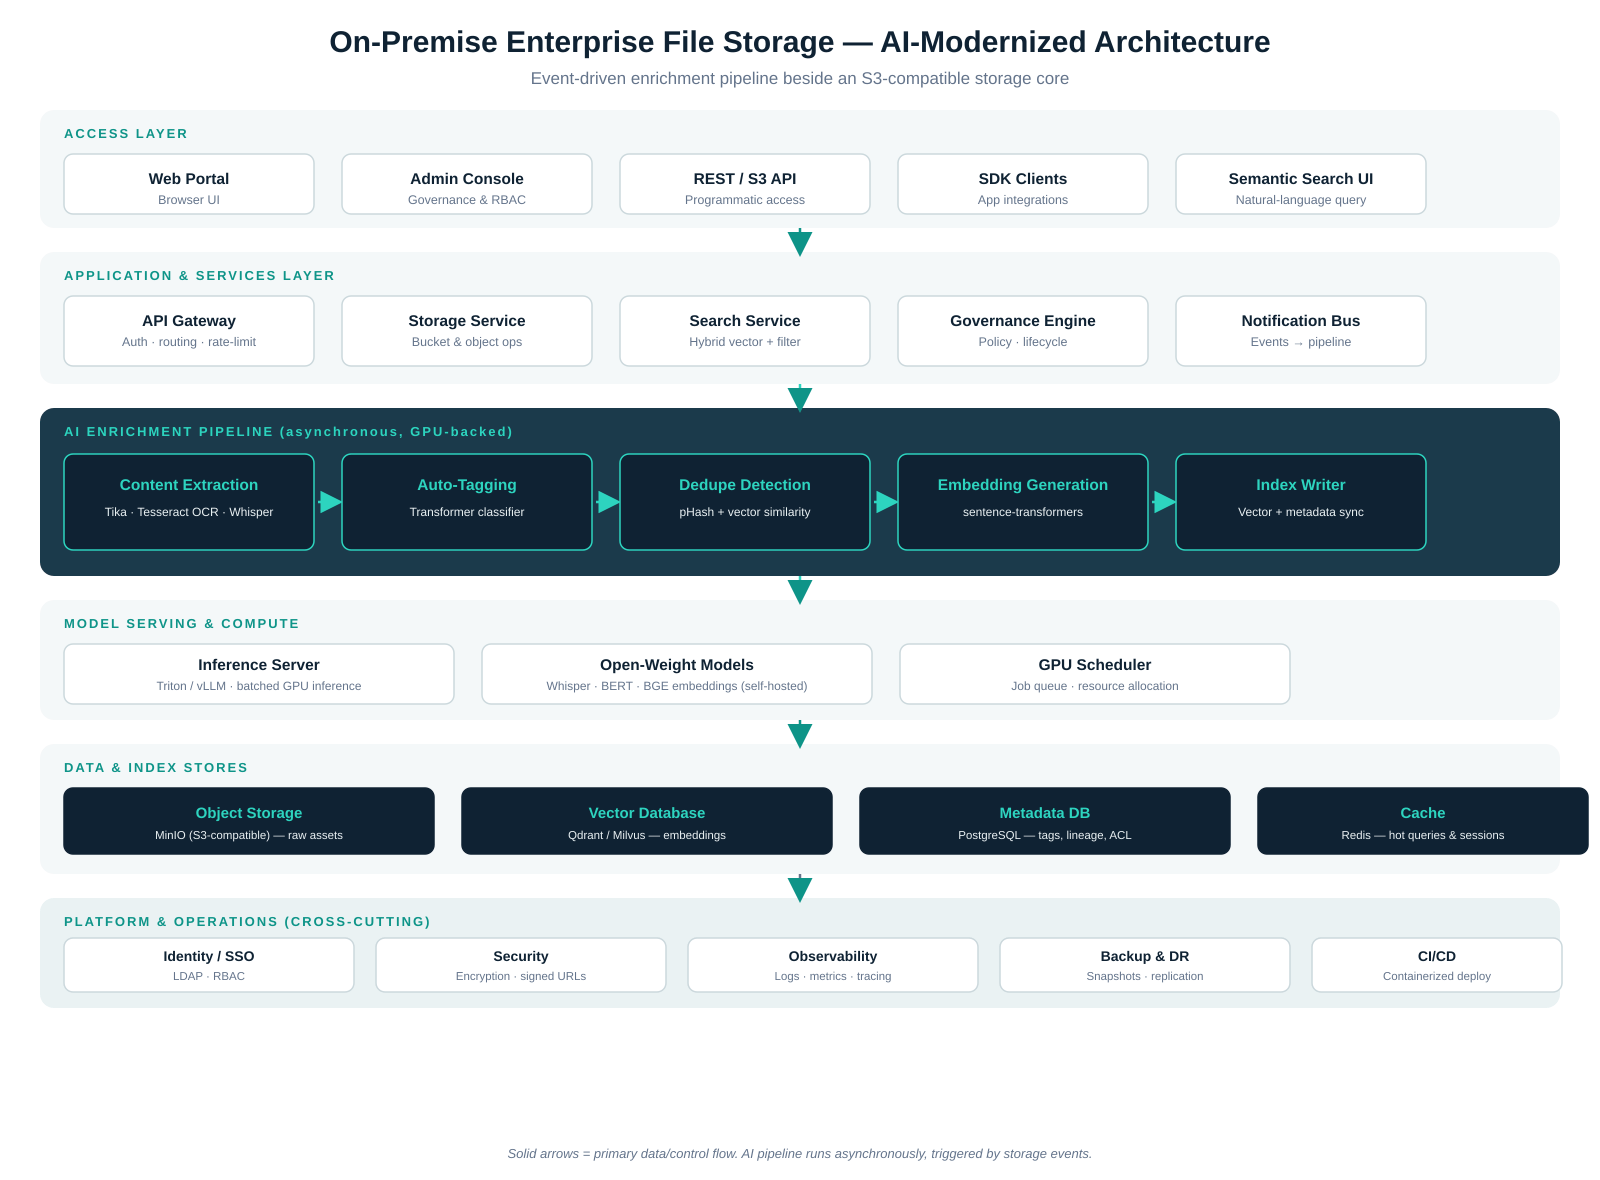 On-Premise Enterprise File Storage — AI-Modernized Architecture
Event-driven enrichment pipeline beside an S3-compatible storage core
ACCESS LAYER
Web Portal
Browser UI
Admin Console
Governance & RBAC
REST / S3 API
Programmatic access
SDK Clients
App integrations
Semantic Search UI
Natural-language query
APPLICATION & SERVICES LAYER
API Gateway
Auth · routing · rate-limit
Storage Service
Bucket & object ops
Search Service
Hybrid vector + filter
Governance Engine
Policy · lifecycle
Notification Bus
Events → pipeline
AI ENRICHMENT PIPELINE (asynchronous, GPU-backed)
Content Extraction
Tika · Tesseract OCR · Whisper
Auto-Tagging
Transformer classifier
Dedupe Detection
pHash + vector similarity
Embedding Generation
sentence-transformers
Index Writer
Vector + metadata sync
MODEL SERVING & COMPUTE
Inference Server
Triton / vLLM · batched GPU inference
Open-Weight Models
Whisper · BERT · BGE embeddings (self-hosted)
GPU Scheduler
Job queue · resource allocation
DATA & INDEX STORES
Object Storage
MinIO (S3-compatible) — raw assets
Vector Database
Qdrant / Milvus — embeddings
Metadata DB
PostgreSQL — tags, lineage, ACL
Cache
Redis — hot queries & sessions
PLATFORM & OPERATIONS (CROSS-CUTTING)
Identity / SSO
LDAP · RBAC
Security
Encryption · signed URLs
Observability
Logs · metrics · tracing
Backup & DR
Snapshots · replication
CI/CD
Containerized deploy
Solid arrows = primary data/control flow. AI pipeline runs asynchronously, triggered by storage events.